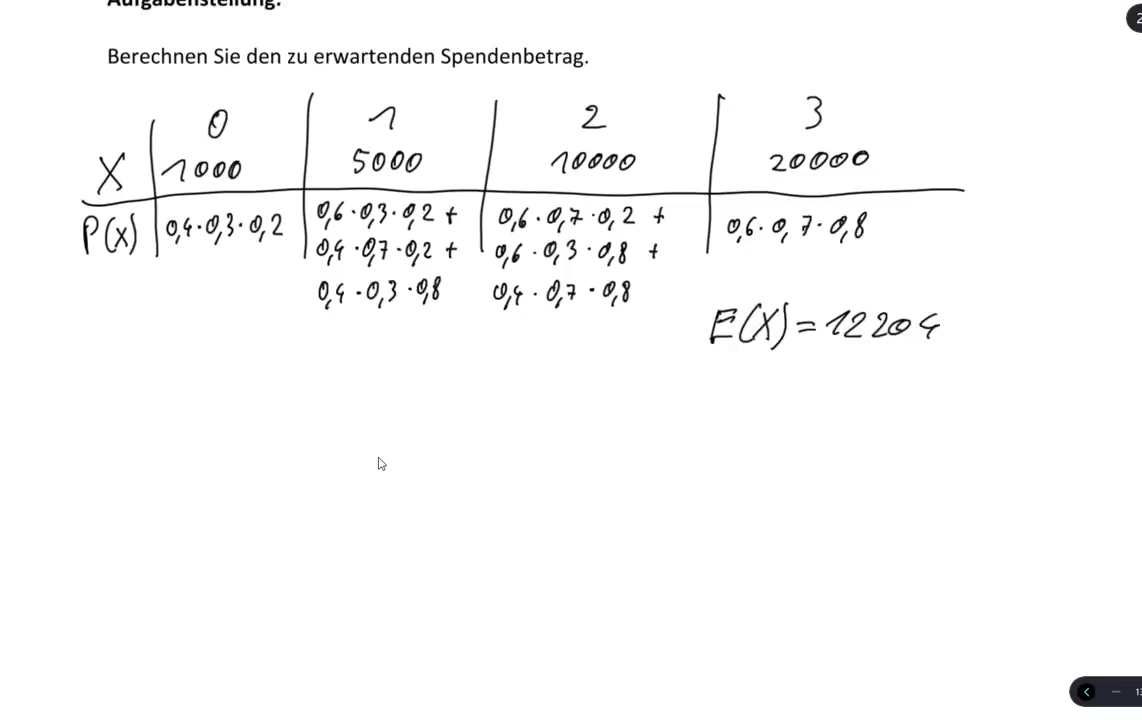 Aufgabenstellung:
Berechnen Sie den zu erwartenden Spendenbetrag.
0 1 2 3
X 1000 5000 10000 20000
P(X) 0,4·0,3·0,2 0,6·0,3·0,2 + 0,6·0,7·0,2 + 0,6·0,7·0,8
0,4·0,7·0,2 + 0,6·0,3·0,8 +
0,4·0,3·0,8 0,4·0,7·0,8
E(X) = 12204